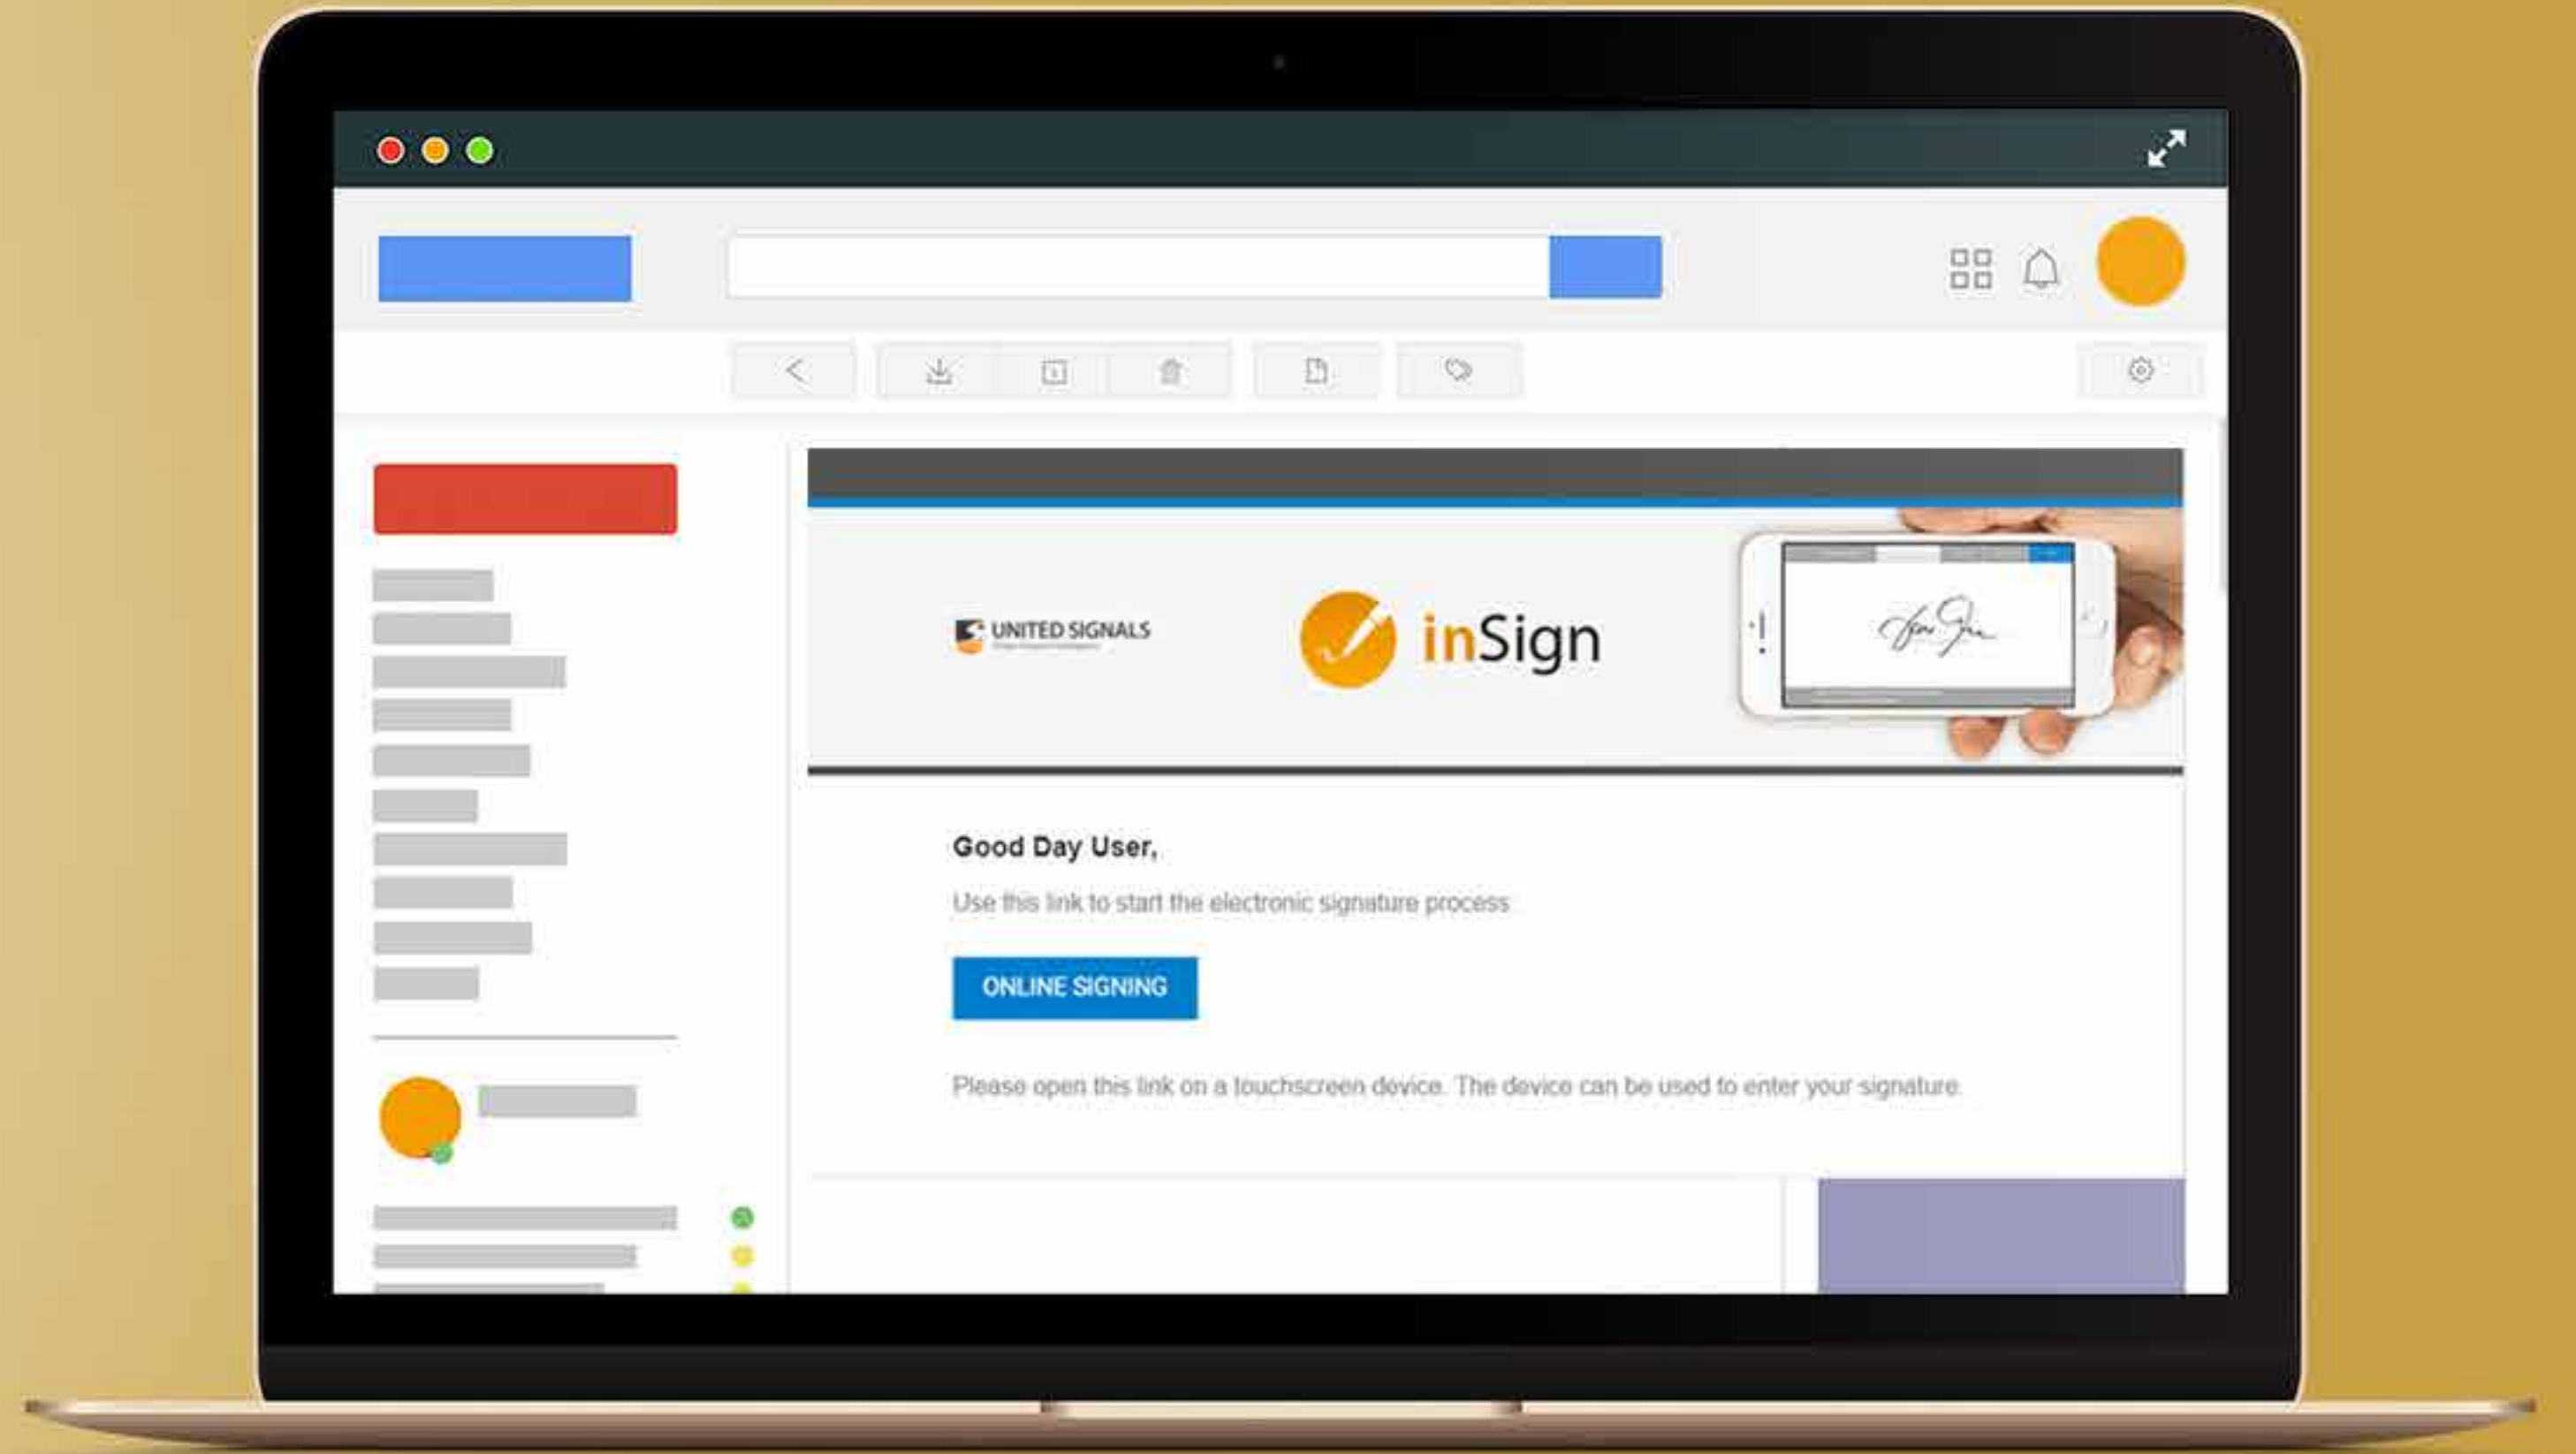 UNITED SIGNALS
inSign
Good Day User,
Use this link to start the electronic signature process
ONLINE SIGNING
Please open this link on a touchscreen device. The device can be used to enter your signature.